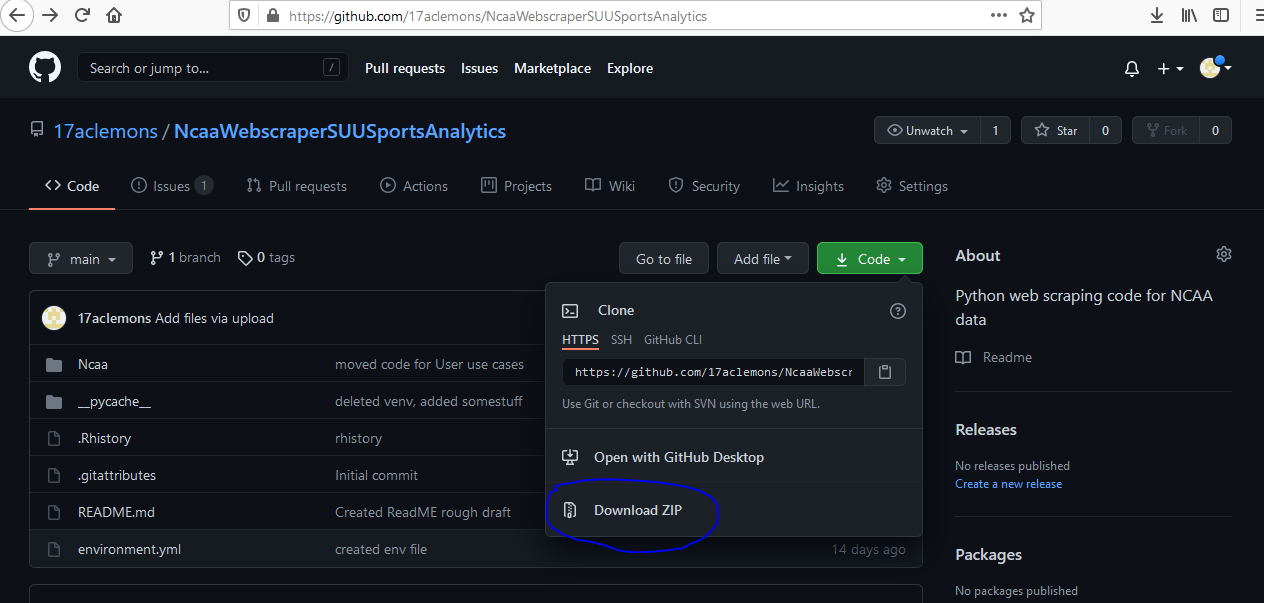 https://github.com/17aclemons/NcaaWebscraperSUUSportsAnalytics
Search or jump to... /
Pull requests Issues Marketplace Explore
17aclemons / NcaaWebscraperSUUSportsAnalytics
Unwatch 1 Star 0 Fork 0
Code Issues 1 Pull requests Actions Projects Wiki Security Insights Settings
main 1 branch 0 tags Go to file Add file Code
17aclemons Add files via upload
Ncaa moved code for User use cases
__pycache__ deleted venv, added somestuff
.Rhistory rhistory
.gitattributes Initial commit
README.md Created ReadME rough draft
environment.yml created env file 14 days ago
Clone
HTTPS SSH GitHub CLI
https://github.com/17aclemons/NcaaWebscr
Use Git or checkout with SVN using the web URL.
Open with GitHub Desktop
Download ZIP
About
Python web scraping code for NCAA
data
Readme
Releases
No releases published
Create a new release
Packages
No packages published